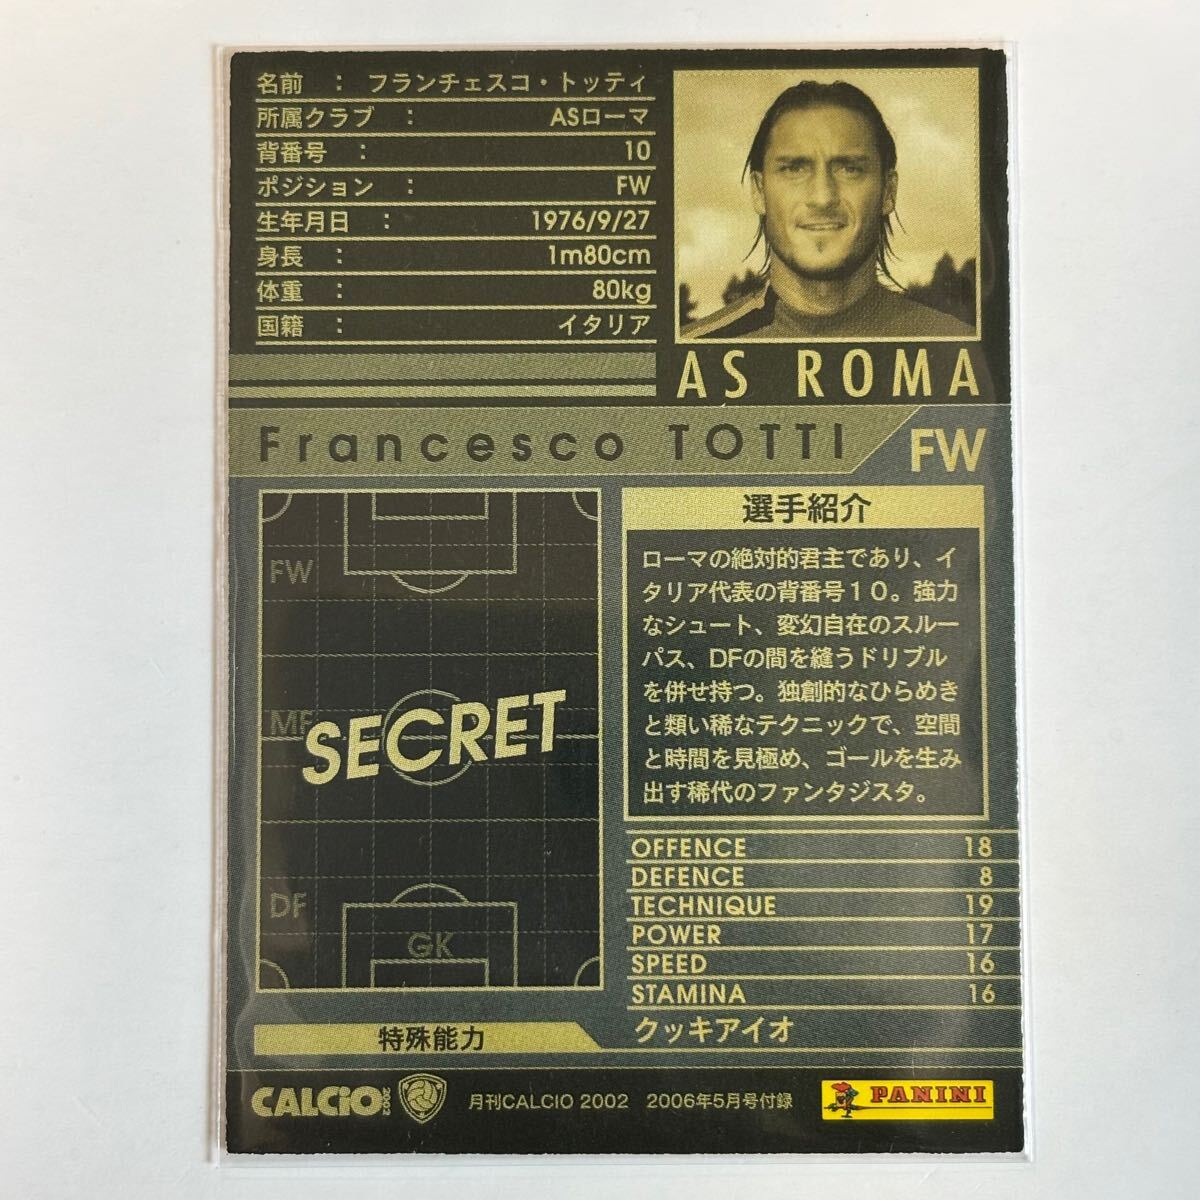 名前 : フランチェスコ・トッティ
所属クラブ : ASローマ
背番号 : 10
ポジション : FW
生年月日 : 1976/9/27
身長 : 1m80cm
体重 : 80kg
国籍 : イタリア
AS ROMA
Francesco TOTTI
FW
FW
MF
SECRET
DF
GK
選手紹介
ローマの絶対的君主であり、イ
タリア代表の背番号１０。強力
なシュート、変幻自在のスルー
パス、DFの間を縫うドリブル
を併せ持つ。独創的なひらめき
と類い稀なテクニックで、空間
と時間を見極め、ゴールを生み
出す稀代のファンタジスタ。
OFFENCE 18
DEFENCE 8
TECHNIQUE 19
POWER 17
SPEED 16
STAMINA 16
特殊能力 クッキアイオ
CALCiO 2002
月刊CALCIO 2002 2006年5月号付録
PANINI